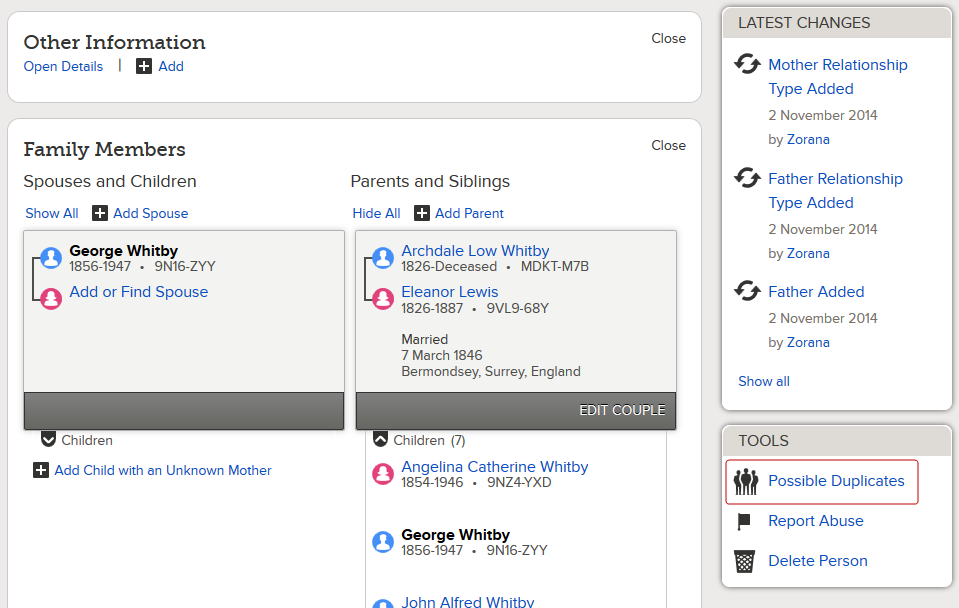 Other Information
Close
Open Details | Add
Family Members
Close
Spouses and Children
Show All Add Spouse
George Whitby
1856-1947 • 9N16-ZYY
Add or Find Spouse
Children
Add Child with an Unknown Mother
Parents and Siblings
Hide All Add Parent
Archdale Low Whitby
1826-Deceased • MDKT-M7B
Eleanor Lewis
1826-1887 • 9VL9-68Y
Married
7 March 1846
Bermondsey, Surrey, England
EDIT COUPLE
Children (7)
Angelina Catherine Whitby
1854-1946 • 9NZ4-YXD
George Whitby
1856-1947 • 9N16-ZYY
John Alfred Whitby
LATEST CHANGES
Mother Relationship
Type Added
2 November 2014
by Zorana
Father Relationship
Type Added
2 November 2014
by Zorana
Father Added
2 November 2014
by Zorana
Show all
TOOLS
Possible Duplicates
Report Abuse
Delete Person